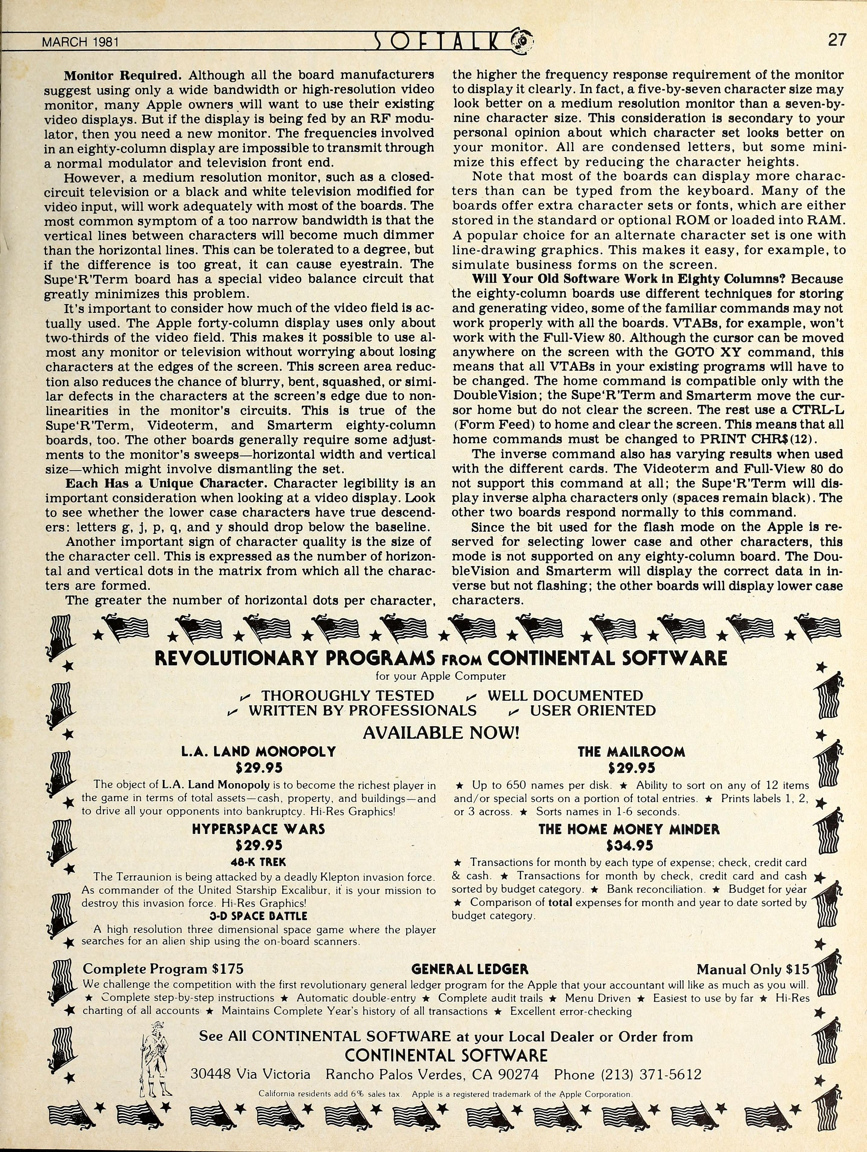 MARCH 1981
SOFTALK
27
Monitor Required. Although all the board manufacturers
suggest using only a wide bandwidth or high-resolution video
monitor, many Apple owners will want to use their existing
video displays. But if the display is being fed by an RF modu-
lator, then you need a new monitor. The frequencies involved
in an eighty-column display are impossible to transmit through
a normal modulator and television front end.
However, a medium resolution monitor, such as a closed-
circuit television or a black and white television modified for
video input, will work adequately with most of the boards. The
most common symptom of a too narrow bandwidth is that the
vertical lines between characters will become much dimmer
than the horizontal lines. This can be tolerated to a degree, but
if the difference is too great, it can cause eyestrain. The
Supe'R'Term board has a special video balance circuit that
greatly minimizes this problem.
It's important to consider how much of the video field is ac-
tually used. The Apple forty-column display uses only about
two-thirds of the video field. This makes it possible to use al-
most any monitor or television without worrying about losing
characters at the edges of the screen. This screen area reduc-
tion also reduces the chance of blurry, bent, squashed, or simi-
lar defects in the characters at the screen's edge due to non-
linearities in the monitor's circuits. This is true of the
Supe'R'Term, Videoterm, and Smarterm eighty-column
boards, too. The other boards generally require some adjust-
ments to the monitor's sweeps—horizontal width and vertical
size—which might involve dismantling the set.
Each Has a Unique Character. Character legibility is an
important consideration when looking at a video display. Look
to see whether the lower case characters have true descend-
ers: letters g, j, p, q, and y should drop below the baseline.
Another important sign of character quality is the size of
the character cell. This is expressed as the number of horizon-
tal and vertical dots in the matrix from which all the charac-
ters are formed.
The greater the number of horizontal dots per character,
the higher the frequency response requirement of the monitor
to display it clearly. In fact, a five-by-seven character size may
look better on a medium resolution monitor than a seven-by-
nine character size. This consideration is secondary to your
personal opinion about which character set looks better on
your monitor. All are condensed letters, but some mini-
mize this effect by reducing the character heights.
Note that most of the boards can display more charac-
ters than can be typed from the keyboard. Many of the
boards offer extra character sets or fonts, which are either
stored in the standard or optional ROM or loaded into RAM.
A popular choice for an alternate character set is one with
line-drawing graphics. This makes it easy, for example, to
simulate business forms on the screen.
Will Your Old Software Work in Eighty Columns? Because
the eighty-column boards use different techniques for storing
and generating video, some of the familiar commands may not
work properly with all the boards. VTABs, for example, won't
work with the Full-View 80. Although the cursor can be moved
anywhere on the screen with the GOTO XY command, this
means that all VTABs in your existing programs will have to
be changed. The home command is compatible only with the
DoubleVision; the Supe'R'Term and Smarterm move the cur-
sor home but do not clear the screen. The rest use a CTRL-L
(Form Feed) to home and clear the screen. This means that all
home commands must be changed to PRINT CHR$(12).
The inverse command also has varying results when used
with the different cards. The Videoterm and Full-View 80 do
not support this command at all; the Supe'R'Term will dis-
play inverse alpha characters only (spaces remain black). The
other two boards respond normally to this command.
Since the bit used for the flash mode on the Apple is re-
served for selecting lower case and other characters, this
mode is not supported on any eighty-column board. The Dou-
bleVision and Smarterm will display the correct data in in-
verse but not flashing; the other boards will display lower case
characters.
REVOLUTIONARY PROGRAMS FROM CONTINENTAL SOFTWARE
for your Apple Computer
✓ THOROUGHLY TESTED ✓ WELL DOCUMENTED
✓ WRITTEN BY PROFESSIONALS ✓ USER ORIENTED
AVAILABLE NOW!
L.A. LAND MONOPOLY
$29.95
The object of L.A. Land Monopoly is to become the richest player in
the game in terms of total assets—cash, property, and buildings—and
to drive all your opponents into bankruptcy. Hi-Res Graphics!
HYPERSPACE WARS
$29.95
48-K TREK
The Terraunion is being attacked by a deadly Klepton invasion force.
As commander of the United Starship Excalibur, it is your mission to
destroy this invasion force. Hi-Res Graphics!
3-D SPACE BATTLE
A high resolution three dimensional space game where the player
searches for an alien ship using the on-board scanners.
THE MAILROOM
$29.95
★ Up to 650 names per disk. ★ Ability to sort on any of 12 items
and/or special sorts on a portion of total entries. ★ Prints labels 1, 2,
or 3 across. ★ Sorts names in 1-6 seconds.
THE HOME MONEY MINDER
$34.95
★ Transactions for month by each type of expense; check, credit card
& cash. ★ Transactions for month by check, credit card and cash
sorted by budget category. ★ Bank reconciliation. ★ Budget for year
★ Comparison of total expenses for month and year to date sorted by
budget category.
Complete Program $175 GENERAL LEDGER Manual Only $15
We challenge the competition with the first revolutionary general ledger program for the Apple that your accountant will like as much as you will.
★ Complete step-by-step instructions ★ Automatic double-entry ★ Complete audit trails ★ Menu Driven ★ Easiest to use by far ★ Hi-Res
charting of all accounts ★ Maintains Complete Year's history of all transactions ★ Excellent error-checking
See All CONTINENTAL SOFTWARE at your Local Dealer or Order from
CONTINENTAL SOFTWARE
30448 Via Victoria Rancho Palos Verdes, CA 90274 Phone (213) 371-5612
California residents add 6% sales tax Apple is a registered trademark of the Apple Corporation.